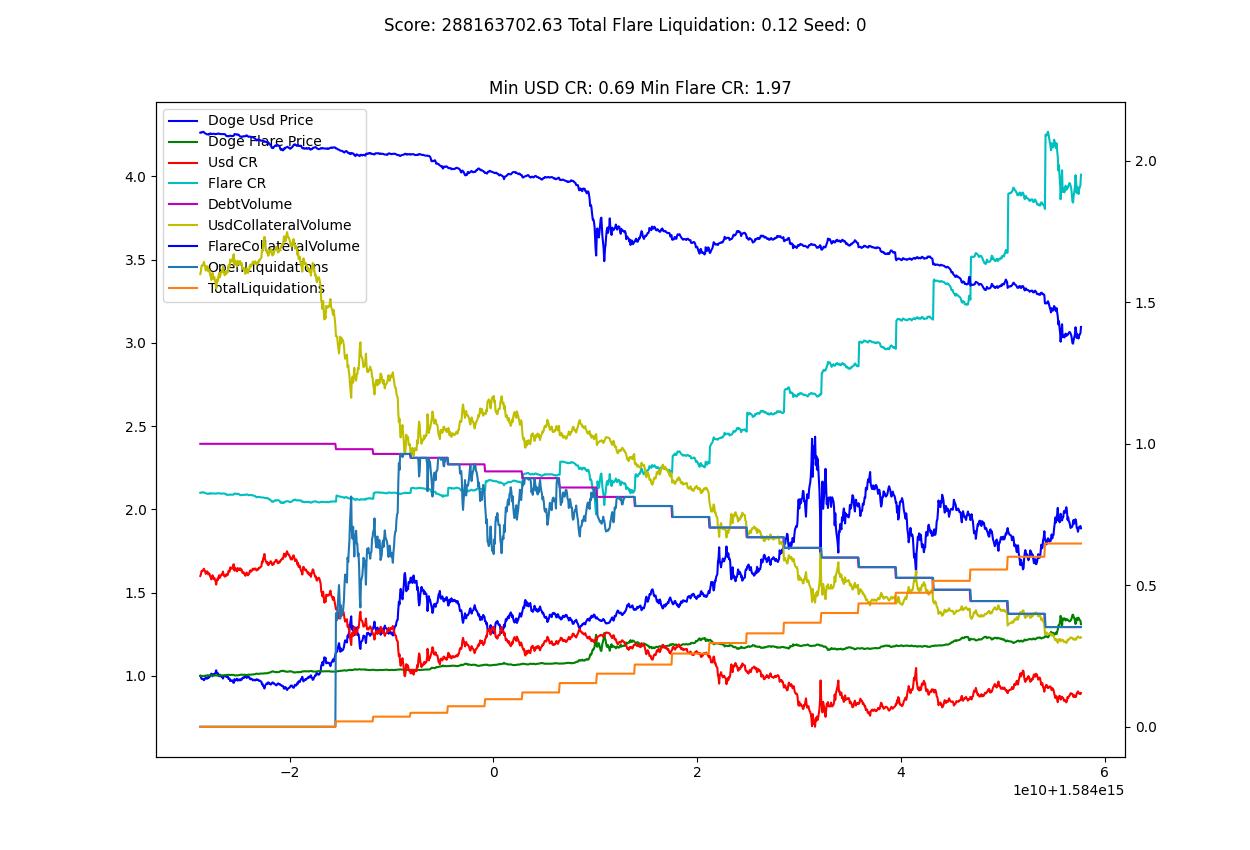 Score: 288163702.63 Total Flare Liquidation: 0.12 Seed: 0
Min USD CR: 0.69 Min Flare CR: 1.97
Doge Usd Price
Doge Flare Price
Usd CR
Flare CR
DebtVolume
UsdCollateralVolume
FlareCollateralVolume
OpenLiquidations
TotalLiquidations
4.0
3.5
3.0
2.5
2.0
1.5
1.0
2.0
1.5
1.0
0.5
0.0
−2
0
2
4
6
1e10+1.584e15